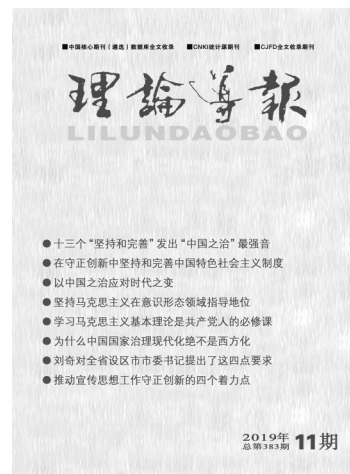 ■中国核心期刊（遴选）数据库全文收录 ■CNKI统计源期刊 ■CJFD全文收录期刊
理論导报
LILUNDAOBAO
●十三个“坚持和完善”发出“中国之治”最强音
●在守正创新中坚持和完善中国特色社会主义制度
●以中国之治应对时代之变
●坚持马克思主义在意识形态领域指导地位
●学习马克思主义基本理论是共产党人的必修课
●为什么中国国家治理现代化绝不是西方化
●刘奇对全省设区市市委书记提出了这四点要求
●推动宣传思想工作守正创新的四个着力点
2019年
总第383期 11期